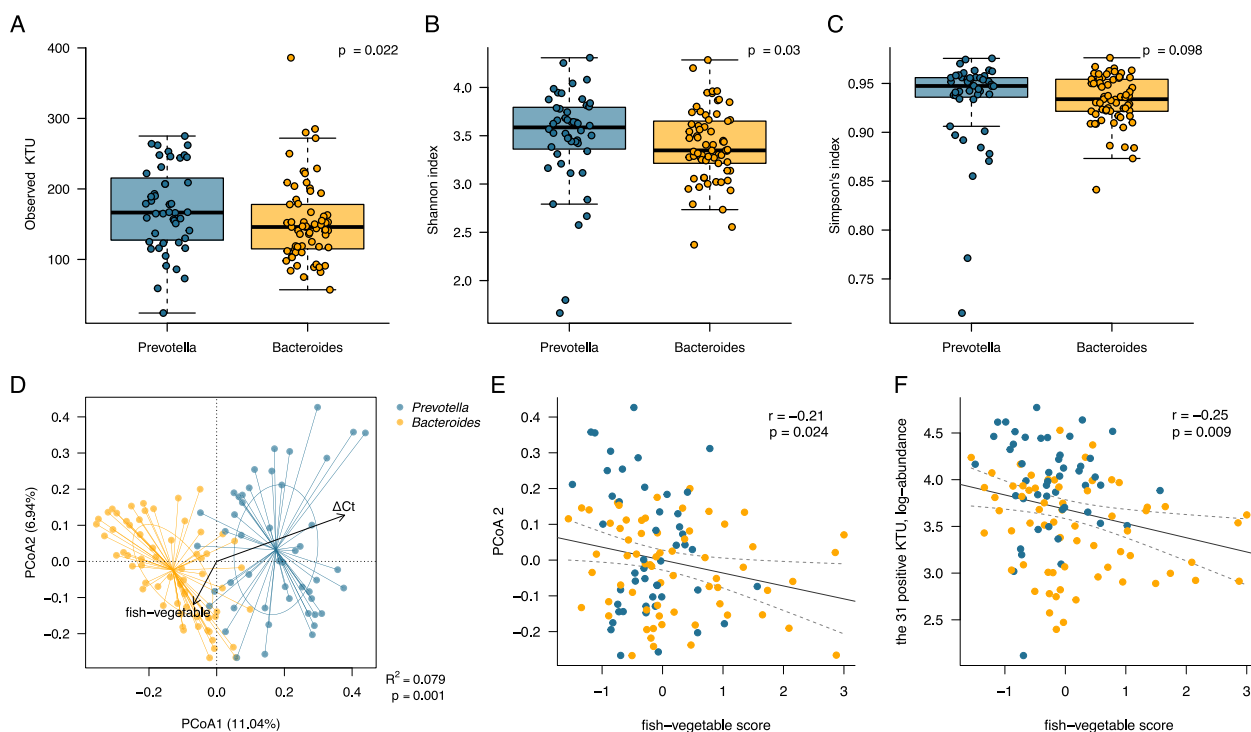 A
p = 0.022
Observed KTU
400
300
200
100
Prevotella
Bacteroides
B
p = 0.03
Shannon index
4.0
3.5
3.0
2.5
2.0
Prevotella
Bacteroides
C
p = 0.098
Simpson's index
0.95
0.90
0.85
0.80
0.75
Prevotella
Bacteroides
D
PCoA2 (6.94%)
0.4
0.3
0.2
0.1
0.0
−0.1
−0.2
ΔCt
fish−vegetable
−0.2
0.0
0.2
0.4
PCoA1 (11.04%)
Prevotella
Bacteroides
R² = 0.079
p = 0.001
E
PCoA 2
0.4
0.3
0.2
0.1
0.0
−0.1
−0.2
r = −0.21
p = 0.024
−1
0
1
2
3
fish−vegetable score
F
the 31 positive KTU, log−abundance
4.5
4.0
3.5
3.0
2.5
r = −0.25
p = 0.009
−1
0
1
2
3
fish−vegetable score